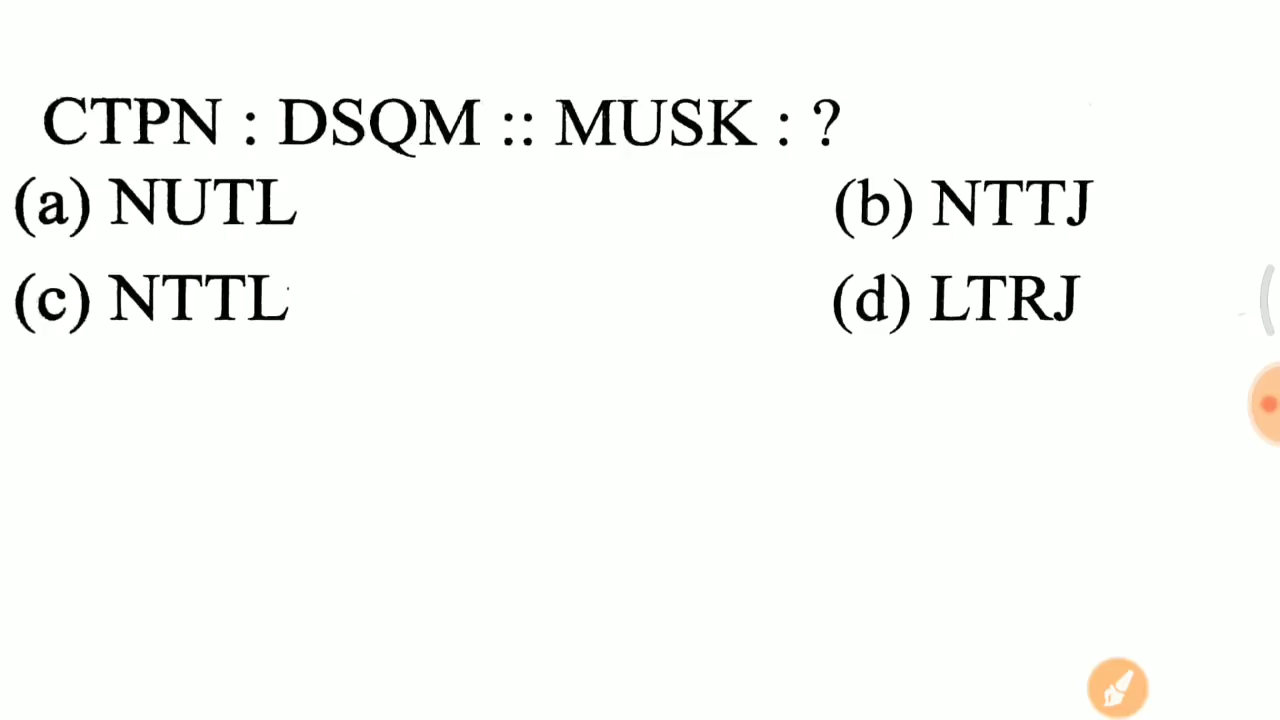 CTPN : DSQM :: MUSK : ?
(a) NUTL (b) NTTJ
(c) NTTL (d) LTRJ